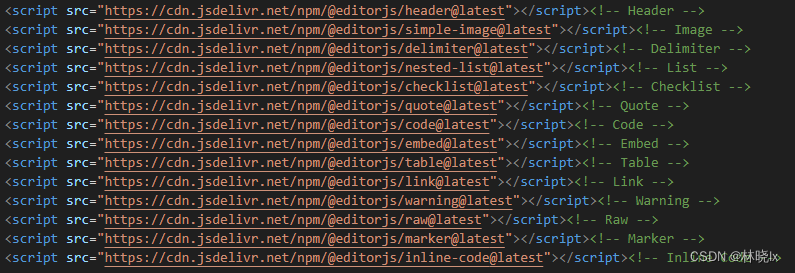 <script src="https://cdn.jsdelivr.net/npm/@editorjs/header@latest"></script><!-- Header -->
<script src="https://cdn.jsdelivr.net/npm/@editorjs/simple-image@latest"></script><!-- Image -->
<script src="https://cdn.jsdelivr.net/npm/@editorjs/delimiter@latest"></script><!-- Delimiter -->
<script src="https://cdn.jsdelivr.net/npm/@editorjs/nested-list@latest"></script><!-- List -->
<script src="https://cdn.jsdelivr.net/npm/@editorjs/checklist@latest"></script><!-- Checklist -->
<script src="https://cdn.jsdelivr.net/npm/@editorjs/quote@latest"></script><!-- Quote -->
<script src="https://cdn.jsdelivr.net/npm/@editorjs/code@latest"></script><!-- Code -->
<script src="https://cdn.jsdelivr.net/npm/@editorjs/embed@latest"></script><!-- Embed -->
<script src="https://cdn.jsdelivr.net/npm/@editorjs/table@latest"></script><!-- Table -->
<script src="https://cdn.jsdelivr.net/npm/@editorjs/link@latest"></script><!-- Link -->
<script src="https://cdn.jsdelivr.net/npm/@editorjs/warning@latest"></script><!-- Warning -->
<script src="https://cdn.jsdelivr.net/npm/@editorjs/raw@latest"></script><!-- Raw -->
<script src="https://cdn.jsdelivr.net/npm/@editorjs/marker@latest"></script><!-- Marker -->
<script src="https://cdn.jsdelivr.net/npm/@editorjs/inline-code@latest"></script><!-- -->
CSDN @林晓lx